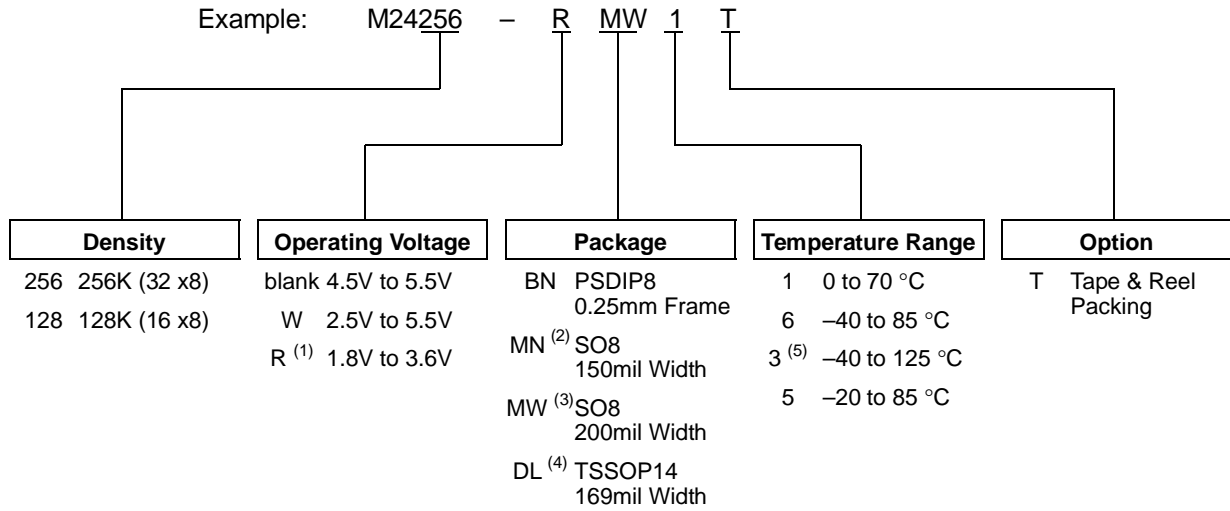 Example: M24256 – R MW 1 T
Density
256 256K (32 x8)
128 128K (16 x8)
Operating Voltage
blank 4.5V to 5.5V
W 2.5V to 5.5V
R (1) 1.8V to 3.6V
Package
BN PSDIP8
0.25mm Frame
MN (2) SO8
150mil Width
MW (3) SO8
200mil Width
DL (4) TSSOP14
169mil Width
Temperature Range
1 0 to 70 °C
6 –40 to 85 °C
3 (5) –40 to 125 °C
5 –20 to 85 °C
Option
T Tape & Reel
Packing